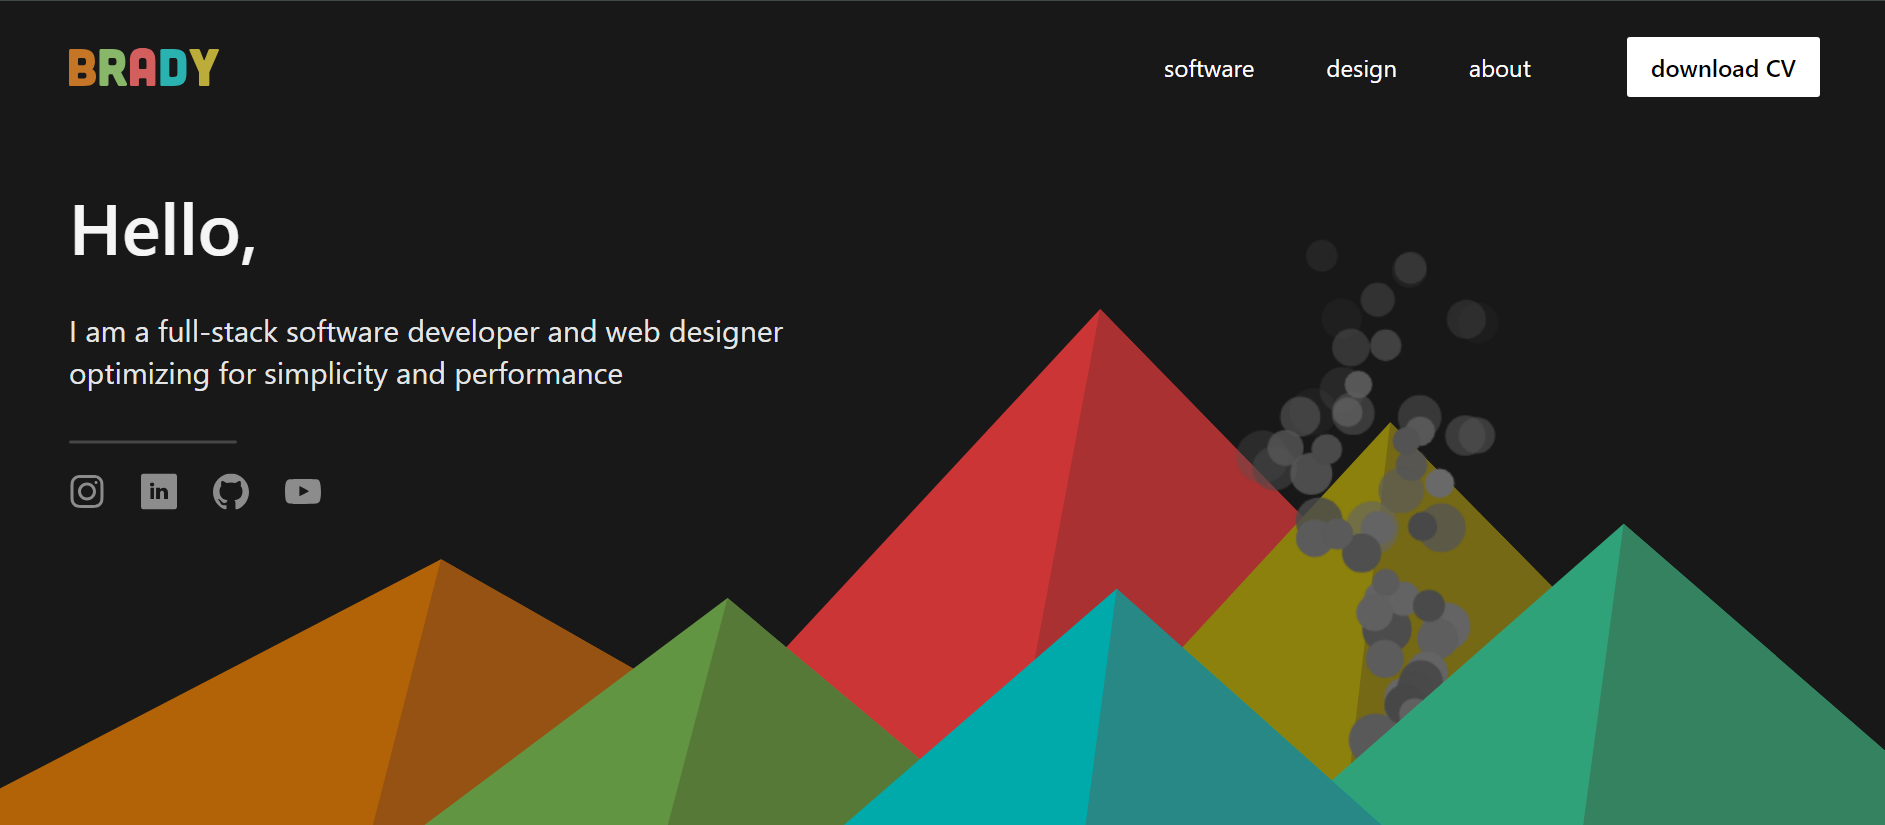 BRADY
software
design
about
download CV
Hello,
I am a full-stack software developer and web designer
optimizing for simplicity and performance
in